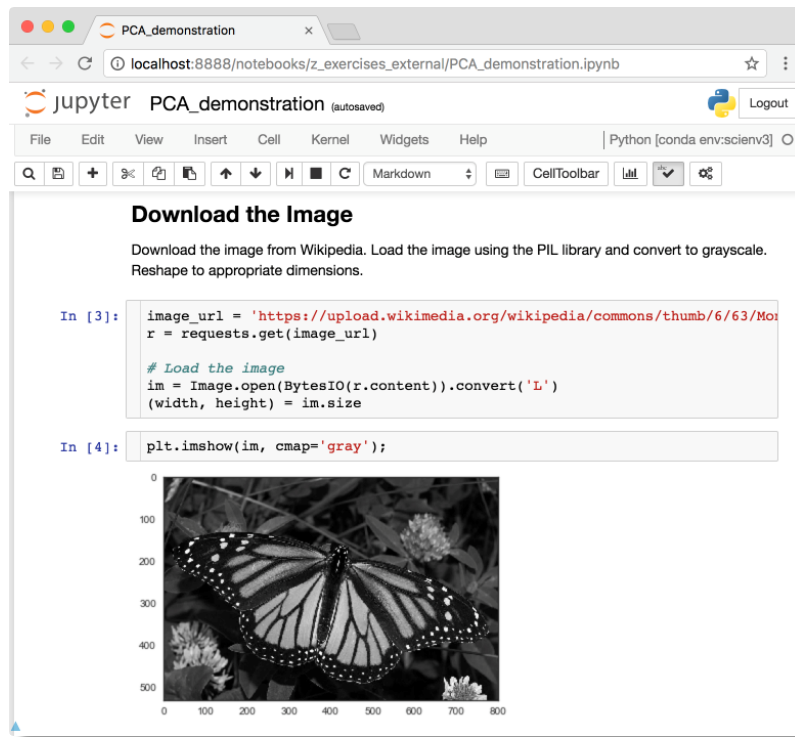 PCA_demonstration ×
localhost:8888/notebooks/z_exercises_external/PCA_demonstration.ipynb
jupyter PCA_demonstration (autosaved)
Logout
File Edit View Insert Cell Kernel Widgets Help Python [conda env:scienv3]
Markdown CellToolbar
Download the Image
Download the image from Wikipedia. Load the image using the PIL library and convert to grayscale.
Reshape to appropriate dimensions.
In [3]: image_url = 'https://upload.wikimedia.org/wikipedia/commons/thumb/6/63/Mon
r = requests.get(image_url)
# Load the image
im = Image.open(BytesIO(r.content)).convert('L')
(width, height) = im.size
In [4]: plt.imshow(im, cmap='gray');
0
100
200
300
400
500
0 100 200 300 400 500 600 700 800